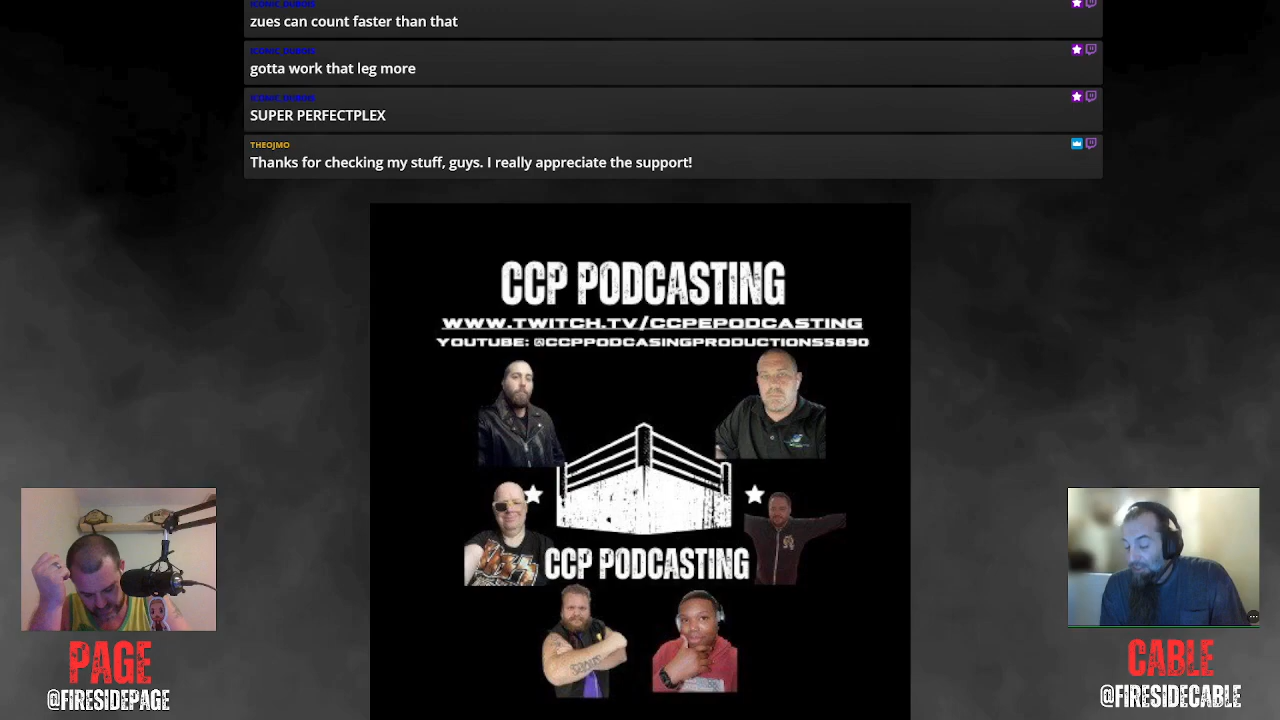 ICONIC_DUBINS
zues can count faster than that
gotta work that leg more
SUPER PERFECTPLEX
THEOJMO
Thanks for checking my stuff, guys. I really appreciate the support!
CCP PODCASTING
WWW.TWITCH.TV/CCPEPODCASTING
YOUTUBE: @CCPPODCASINGPRODUCTIONS5890
CCP PODCASTING
PAGE
@FIRESIDEPAGE
CABLE
@FIRESIDECABLE